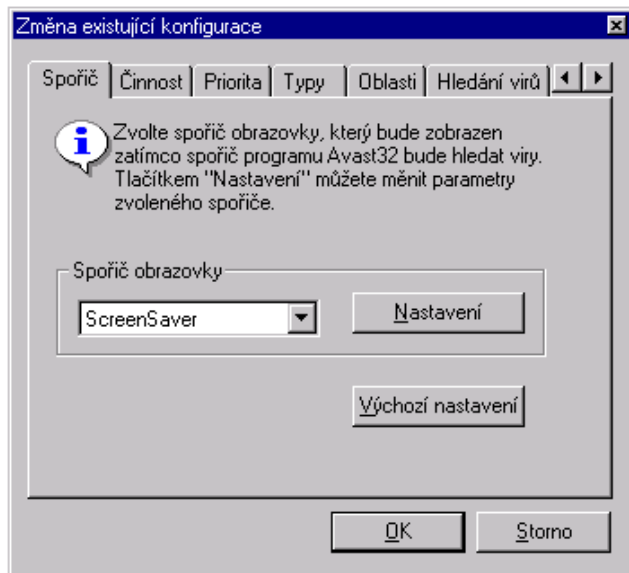 Změna existující konfigurace
Spořič Činnost Priorita Typy Oblasti Hledání virů
Zvolte spořič obrazovky, který bude zobrazen
zatímco spořič programu Avast32 bude hledat viry.
Tlačítkem "Nastavení" můžete měnit parametry
zvoleného spořiče.
Spořič obrazovky
ScreenSaver Nastavení
Výchozí nastavení
OK Storno